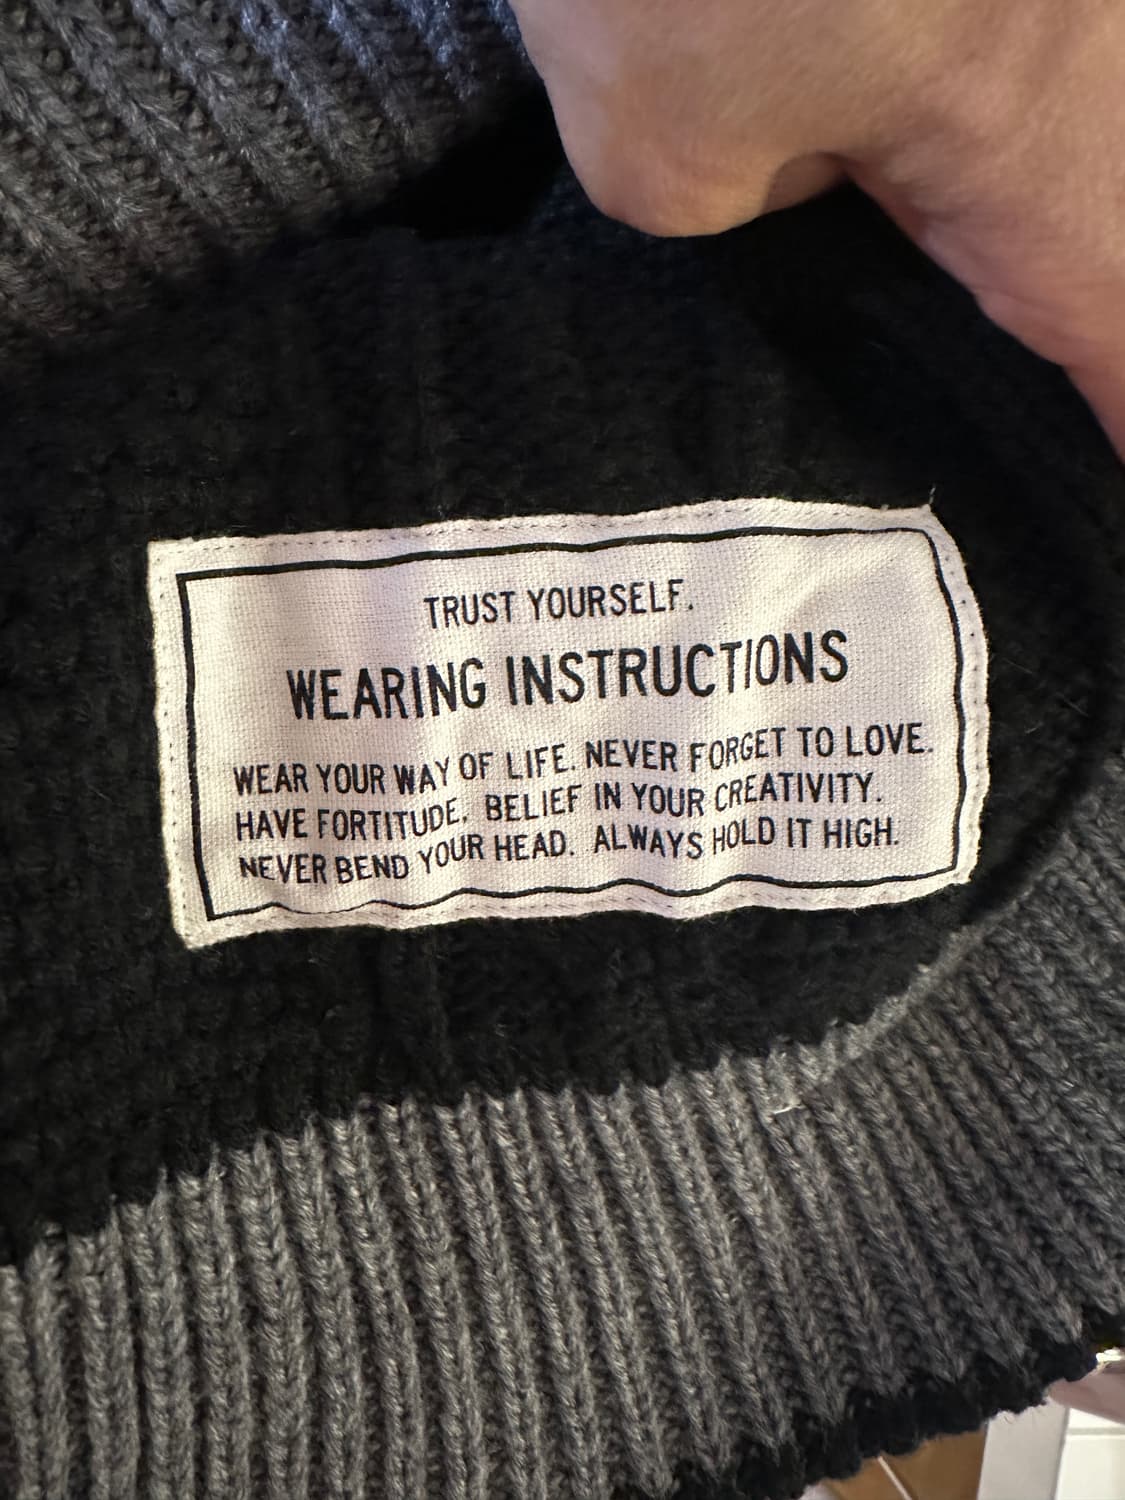 TRUST YOURSELF.
WEARING INSTRUCTIONS
WEAR YOUR WAY OF LIFE. NEVER FORGET TO LOVE.
HAVE FORTITUDE. BELIEF IN YOUR CREATIVITY.
NEVER BEND YOUR HEAD. ALWAYS HOLD IT HIGH.